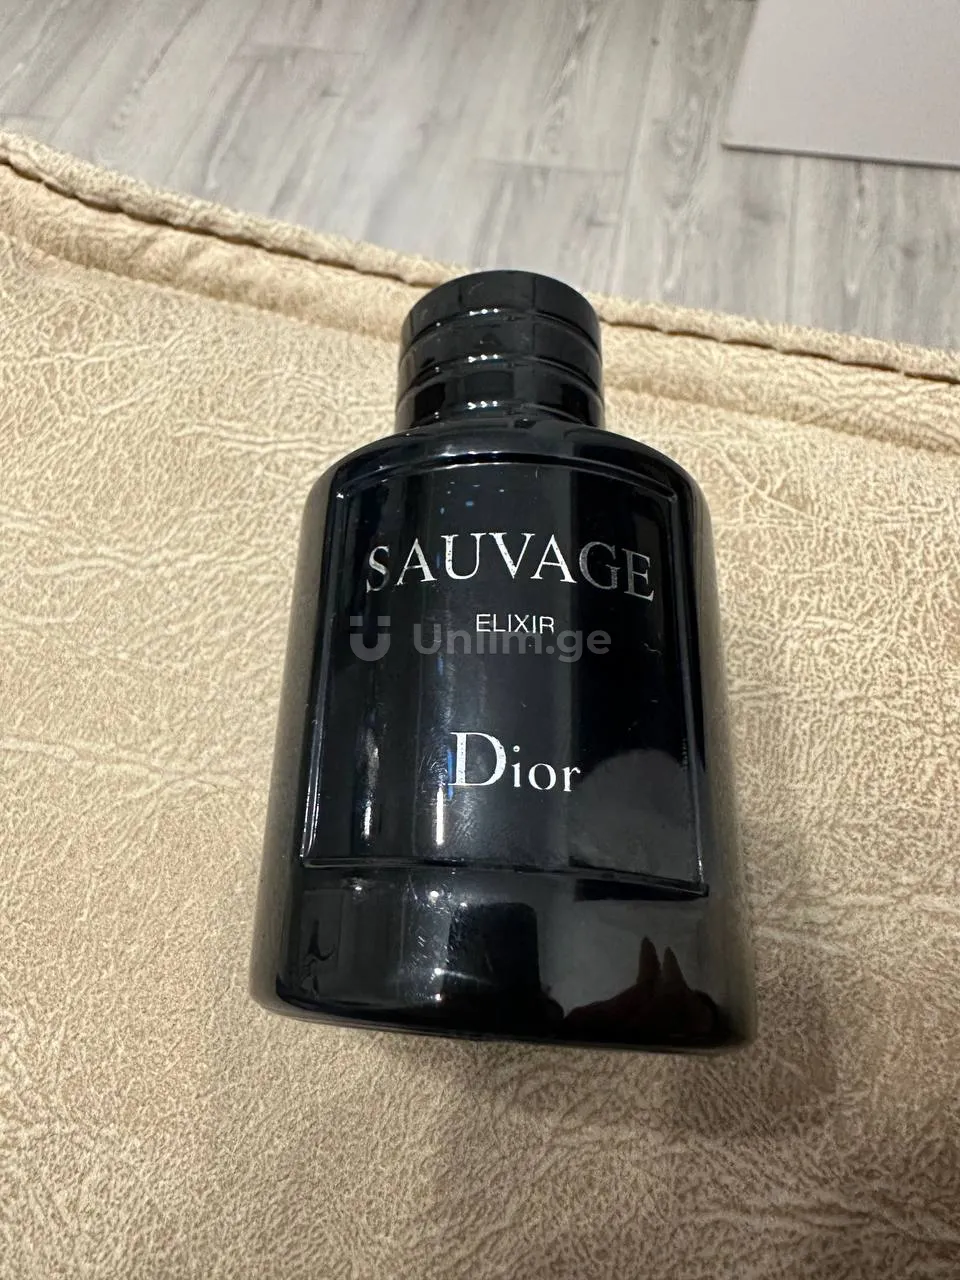 SAUVAGE
ELIXIR
Unlim.ge
Dior